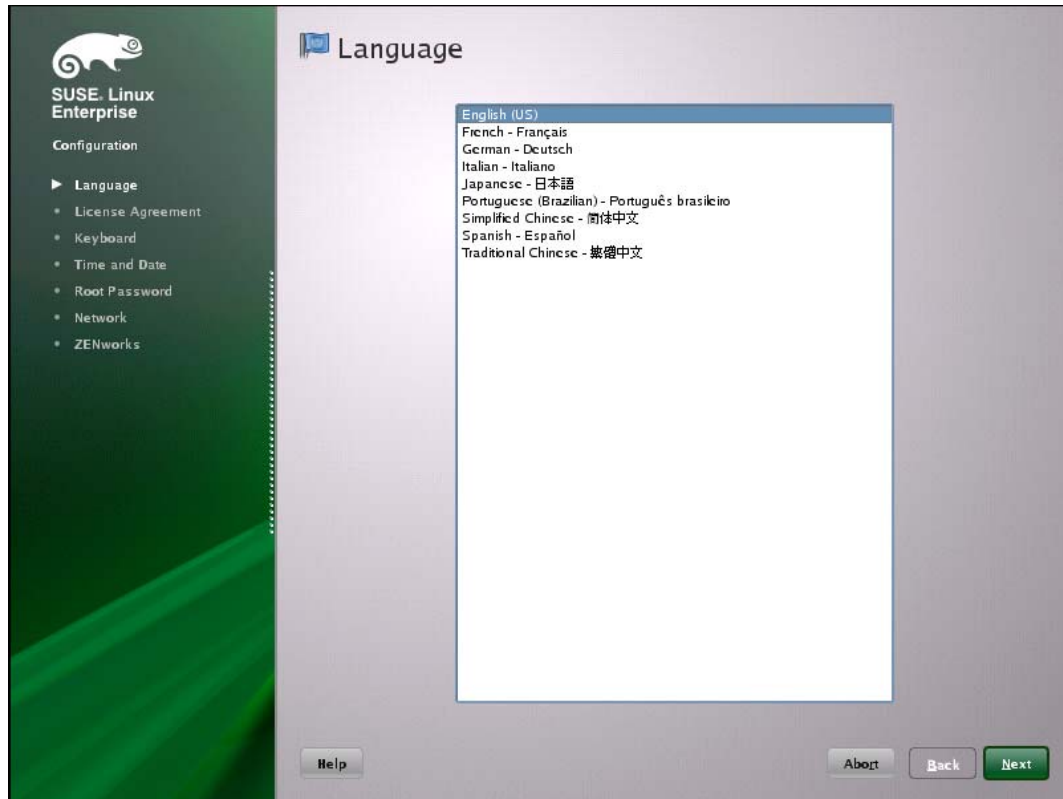 SUSE. Linux
Enterprise
Configuration
Language
License Agreement
Keyboard
Time and Date
Root Password
Network
ZENworks
Language
English (US)
French - Français
German - Deutsch
Italian - Italiano
Japanese - 日本語
Portuguese (Brazilian) - Português brasileiro
Simplified Chinese - 简体中文
Spanish - Español
Traditional Chinese - 繁體中文
Help
Abort
Back
Next